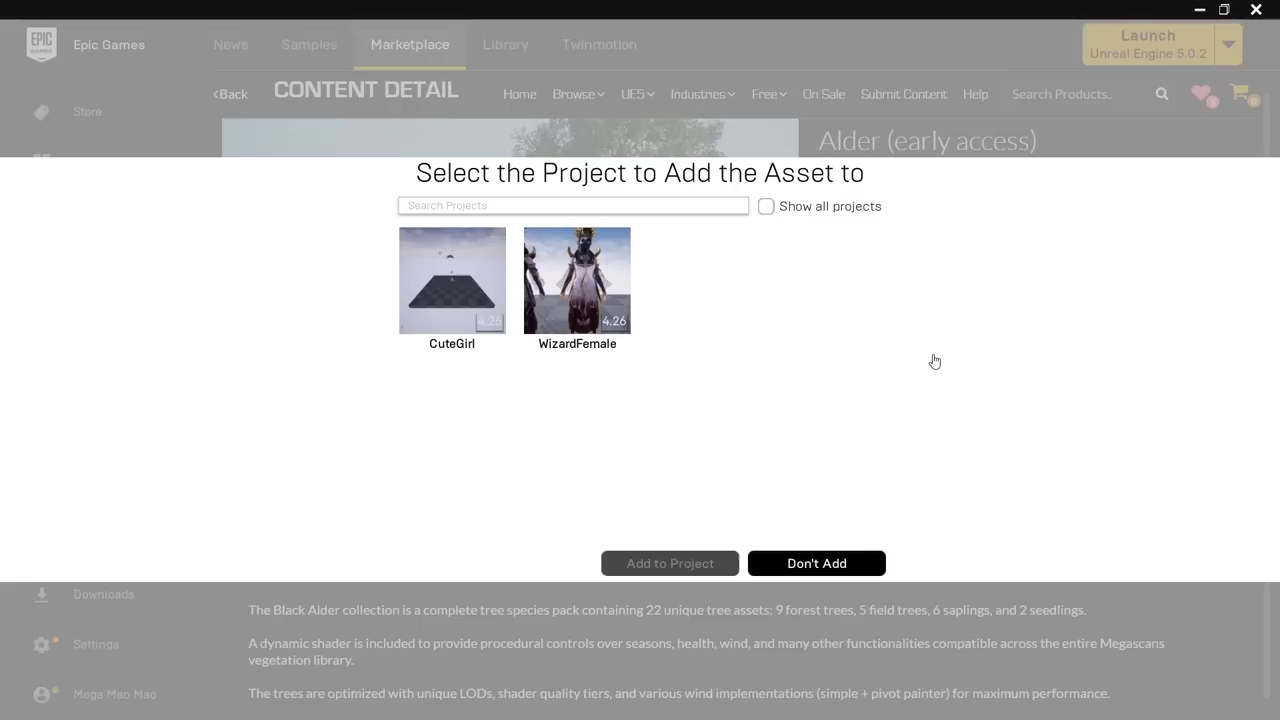 EPIC
GAMES
Epic Games
News
Samples
Marketplace
Library
Twinmotion
Launch
Unreal Engine 5.0.2
Back
CONTENT DETAIL
Home
Browse
UE5
Industries
Free
On Sale
Submit Content
Help
Search Products..
Store
Alder (early access)
Select the Project to Add the Asset to
Search Projects
Show all projects
4.26
4.26
CuteGirl
WizardFemale
Add to Project
Don't Add
Downloads
The Black Alder collection is a complete tree species pack containing 22 unique tree assets: 9 forest trees, 5 field trees, 6 saplings, and 2 seedlings.
Settings
A dynamic shader is included to provide procedural controls over seasons, health, wind, and many other functionalities compatible across the entire Megascans
vegetation library.
Mega Mao Mao
The trees are optimized with unique LODs, shader quality tiers, and various wind implementations (simple + pivot painter) for maximum performance.